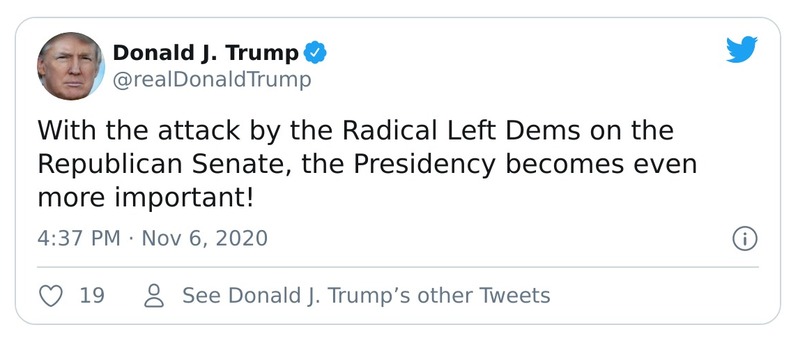 Donald J. Trump
@realDonaldTrump
With the attack by the Radical Left Dems on the
Republican Senate, the Presidency becomes even
more important!
4:37 PM · Nov 6, 2020
19
See Donald J. Trump’s other Tweets